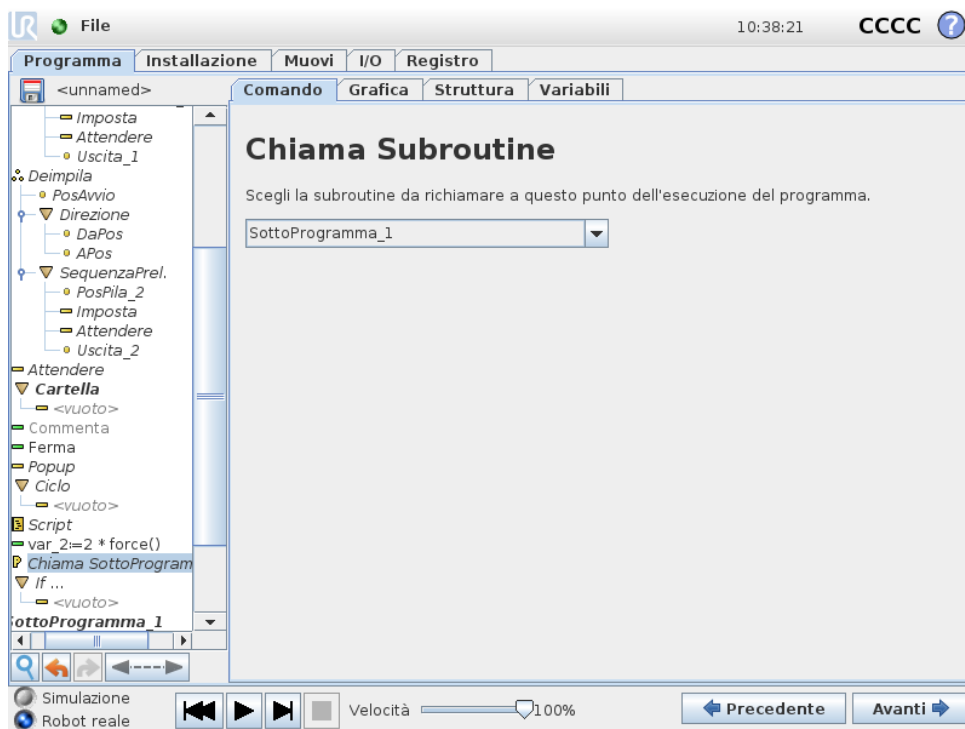 UR File 10:38:21 CCCC ?
Programma Installazione Muovi I/O Registro
<unnamed>
Comando Grafica Struttura Variabili
Imposta
Attendere
Uscita_1
Deimpila
PosAvvio
Direzione
DaPos
APos
SequenzaPrel.
PosPila_2
Imposta
Attendere
Uscita_2
Attendere
Cartella
<vuoto>
Commenta
Ferma
Popup
Ciclo
<vuoto>
Script
var_2:=2 * force()
P Chiama SottoProgram
If ...
<vuoto>
SottoProgramma_1
Chiama Subroutine
Scegli la subroutine da richiamare a questo punto dell'esecuzione del programma.
SottoProgramma_1
Simulazione
Robot reale
Velocità 100%
Precedente Avanti